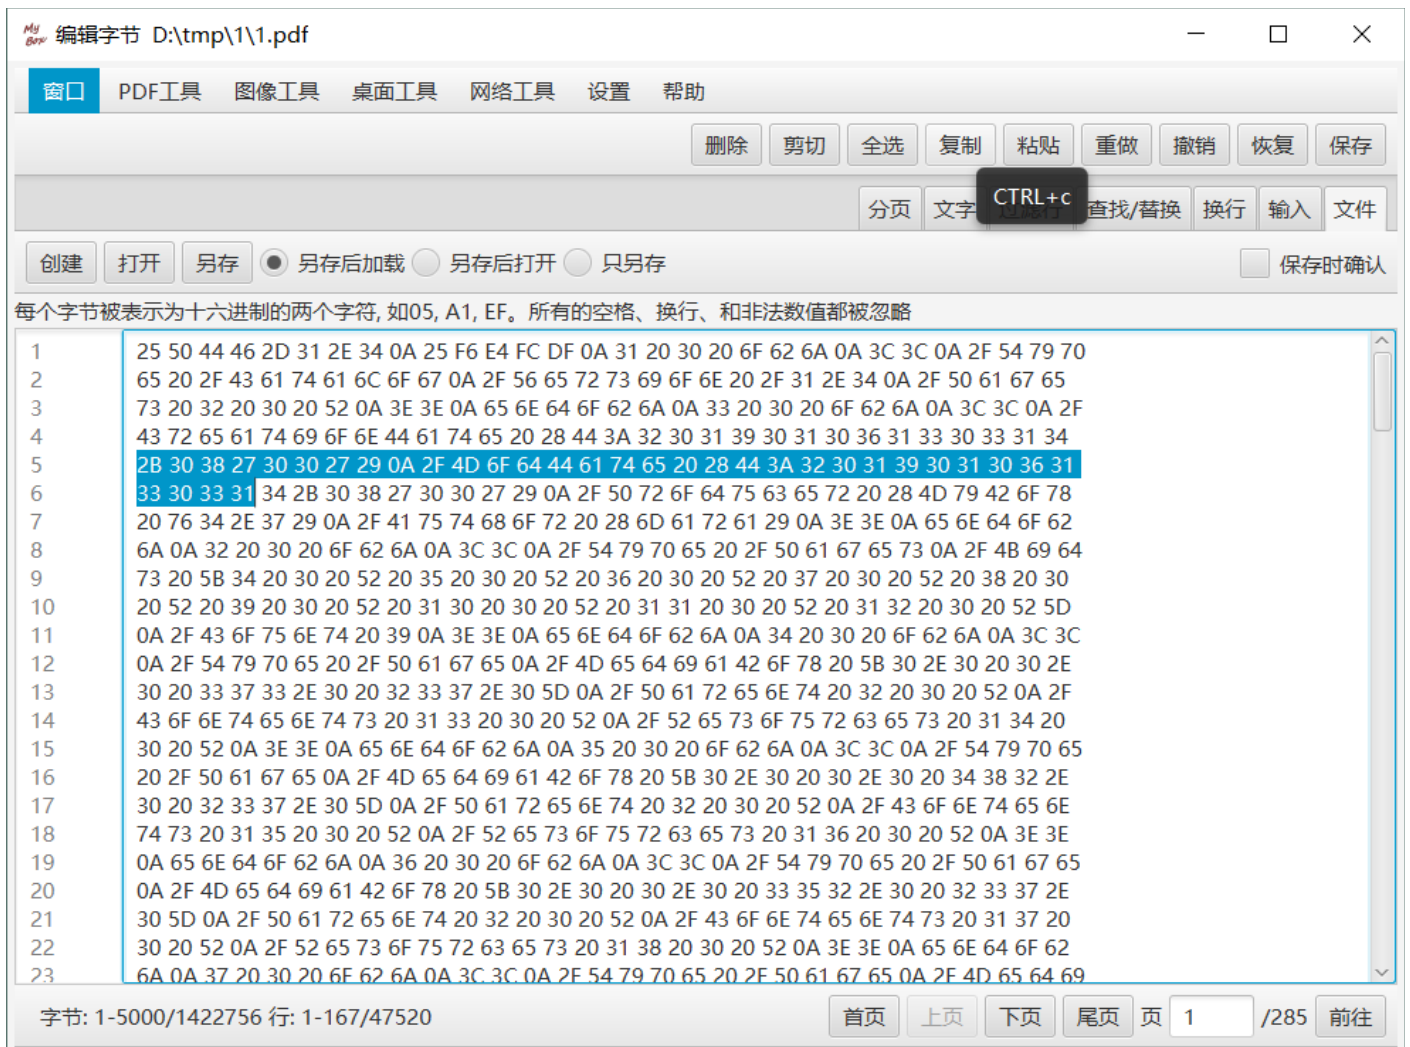 My Box 编辑字节 D:\tmp\1\1.pdf
窗口 PDF工具 图像工具 桌面工具 网络工具 设置 帮助
删除 剪切 全选 复制 粘贴 重做 撤销 恢复 保存
CTRL+c
分页 文字 查找/替换 换行 输入 文件
创建 打开 另存 另存后加载 另存后打开 只另存 保存时确认
每个字节被表示为十六进制的两个字符, 如05, A1, EF。所有的空格、换行、和非法数值都被忽略
1 25 50 44 46 2D 31 2E 34 0A 25 F6 E4 FC DF 0A 31 20 30 20 6F 62 6A 0A 3C 3C 0A 2F 54 79 70
2 65 20 2F 43 61 74 61 6C 6F 67 0A 2F 56 65 72 73 69 6F 6E 20 2F 31 2E 34 0A 2F 50 61 67 65
3 73 20 32 20 30 20 52 0A 3E 3E 0A 65 6E 64 6F 62 6A 0A 33 20 30 20 6F 62 6A 0A 3C 3C 0A 2F
4 43 72 65 61 74 69 6F 6E 44 61 74 65 20 28 44 3A 32 30 31 39 30 31 30 36 31 33 30 33 31 34
5 2B 30 38 27 30 30 27 29 0A 2F 4D 6F 64 44 61 74 65 20 28 44 3A 32 30 31 39 30 31 30 36 31
6 33 30 33 31 34 2B 30 38 27 30 30 27 29 0A 2F 50 72 6F 64 75 63 65 72 20 28 4D 79 42 6F 78
7 20 76 34 2E 37 29 0A 2F 41 75 74 68 6F 72 20 28 6D 61 72 61 29 0A 3E 3E 0A 65 6E 64 6F 62
8 6A 0A 32 20 30 20 6F 62 6A 0A 3C 3C 0A 2F 54 79 70 65 20 2F 50 61 67 65 73 0A 2F 4B 69 64
9 73 20 5B 34 20 30 20 52 20 35 20 30 20 52 20 36 20 30 20 52 20 37 20 30 20 52 20 38 20 30
10 20 52 20 39 20 30 20 52 20 31 30 20 30 20 52 20 31 31 20 30 20 52 20 31 32 20 30 20 52 5D
11 0A 2F 43 6F 75 6E 74 20 39 0A 3E 3E 0A 65 6E 64 6F 62 6A 0A 34 20 30 20 6F 62 6A 0A 3C 3C
12 0A 2F 54 79 70 65 20 2F 50 61 67 65 0A 2F 4D 65 64 69 61 42 6F 78 20 5B 30 2E 30 20 30 2E
13 30 20 33 37 33 2E 30 20 32 33 37 2E 30 5D 0A 2F 50 61 72 65 6E 74 20 32 20 30 20 52 0A 2F
14 43 6F 6E 74 65 6E 74 73 20 31 33 20 30 20 52 0A 2F 52 65 73 6F 75 72 63 65 73 20 31 34 20
15 30 20 52 0A 3E 3E 0A 65 6E 64 6F 62 6A 0A 35 20 30 20 6F 62 6A 0A 3C 3C 0A 2F 54 79 70 65
16 20 2F 50 61 67 65 0A 2F 4D 65 64 69 61 42 6F 78 20 5B 30 2E 30 20 30 2E 30 20 34 38 32 2E
17 30 20 32 33 37 2E 30 5D 0A 2F 50 61 72 65 6E 74 20 32 20 30 20 52 0A 2F 43 6F 6E 74 65 6E
18 74 73 20 31 35 20 30 20 52 0A 2F 52 65 73 6F 75 72 63 65 73 20 31 36 20 30 20 52 0A 3E 3E
19 0A 65 6E 64 6F 62 6A 0A 36 20 30 20 6F 62 6A 0A 3C 3C 0A 2F 54 79 70 65 20 2F 50 61 67 65
20 0A 2F 4D 65 64 69 61 42 6F 78 20 5B 30 2E 30 20 30 2E 30 20 33 35 32 2E 30 20 32 33 37 2E
21 30 5D 0A 2F 50 61 72 65 6E 74 20 32 20 30 20 52 0A 2F 43 6F 6E 74 65 6E 74 73 20 31 37 20
22 30 20 52 0A 2F 52 65 73 6F 75 72 63 65 73 20 31 38 20 30 20 52 0A 3E 3E 0A 65 6E 64 6F 62
23 6A 0A 37 20 30 20 6F 62 6A 0A 3C 3C 0A 2F 54 79 70 65 20 2F 50 61 67 65 0A 2F 4D 65 64 69
字节: 1-5000/1422756 行: 1-167/47520 首页 上页 下页 尾页 页 1 /285 前往